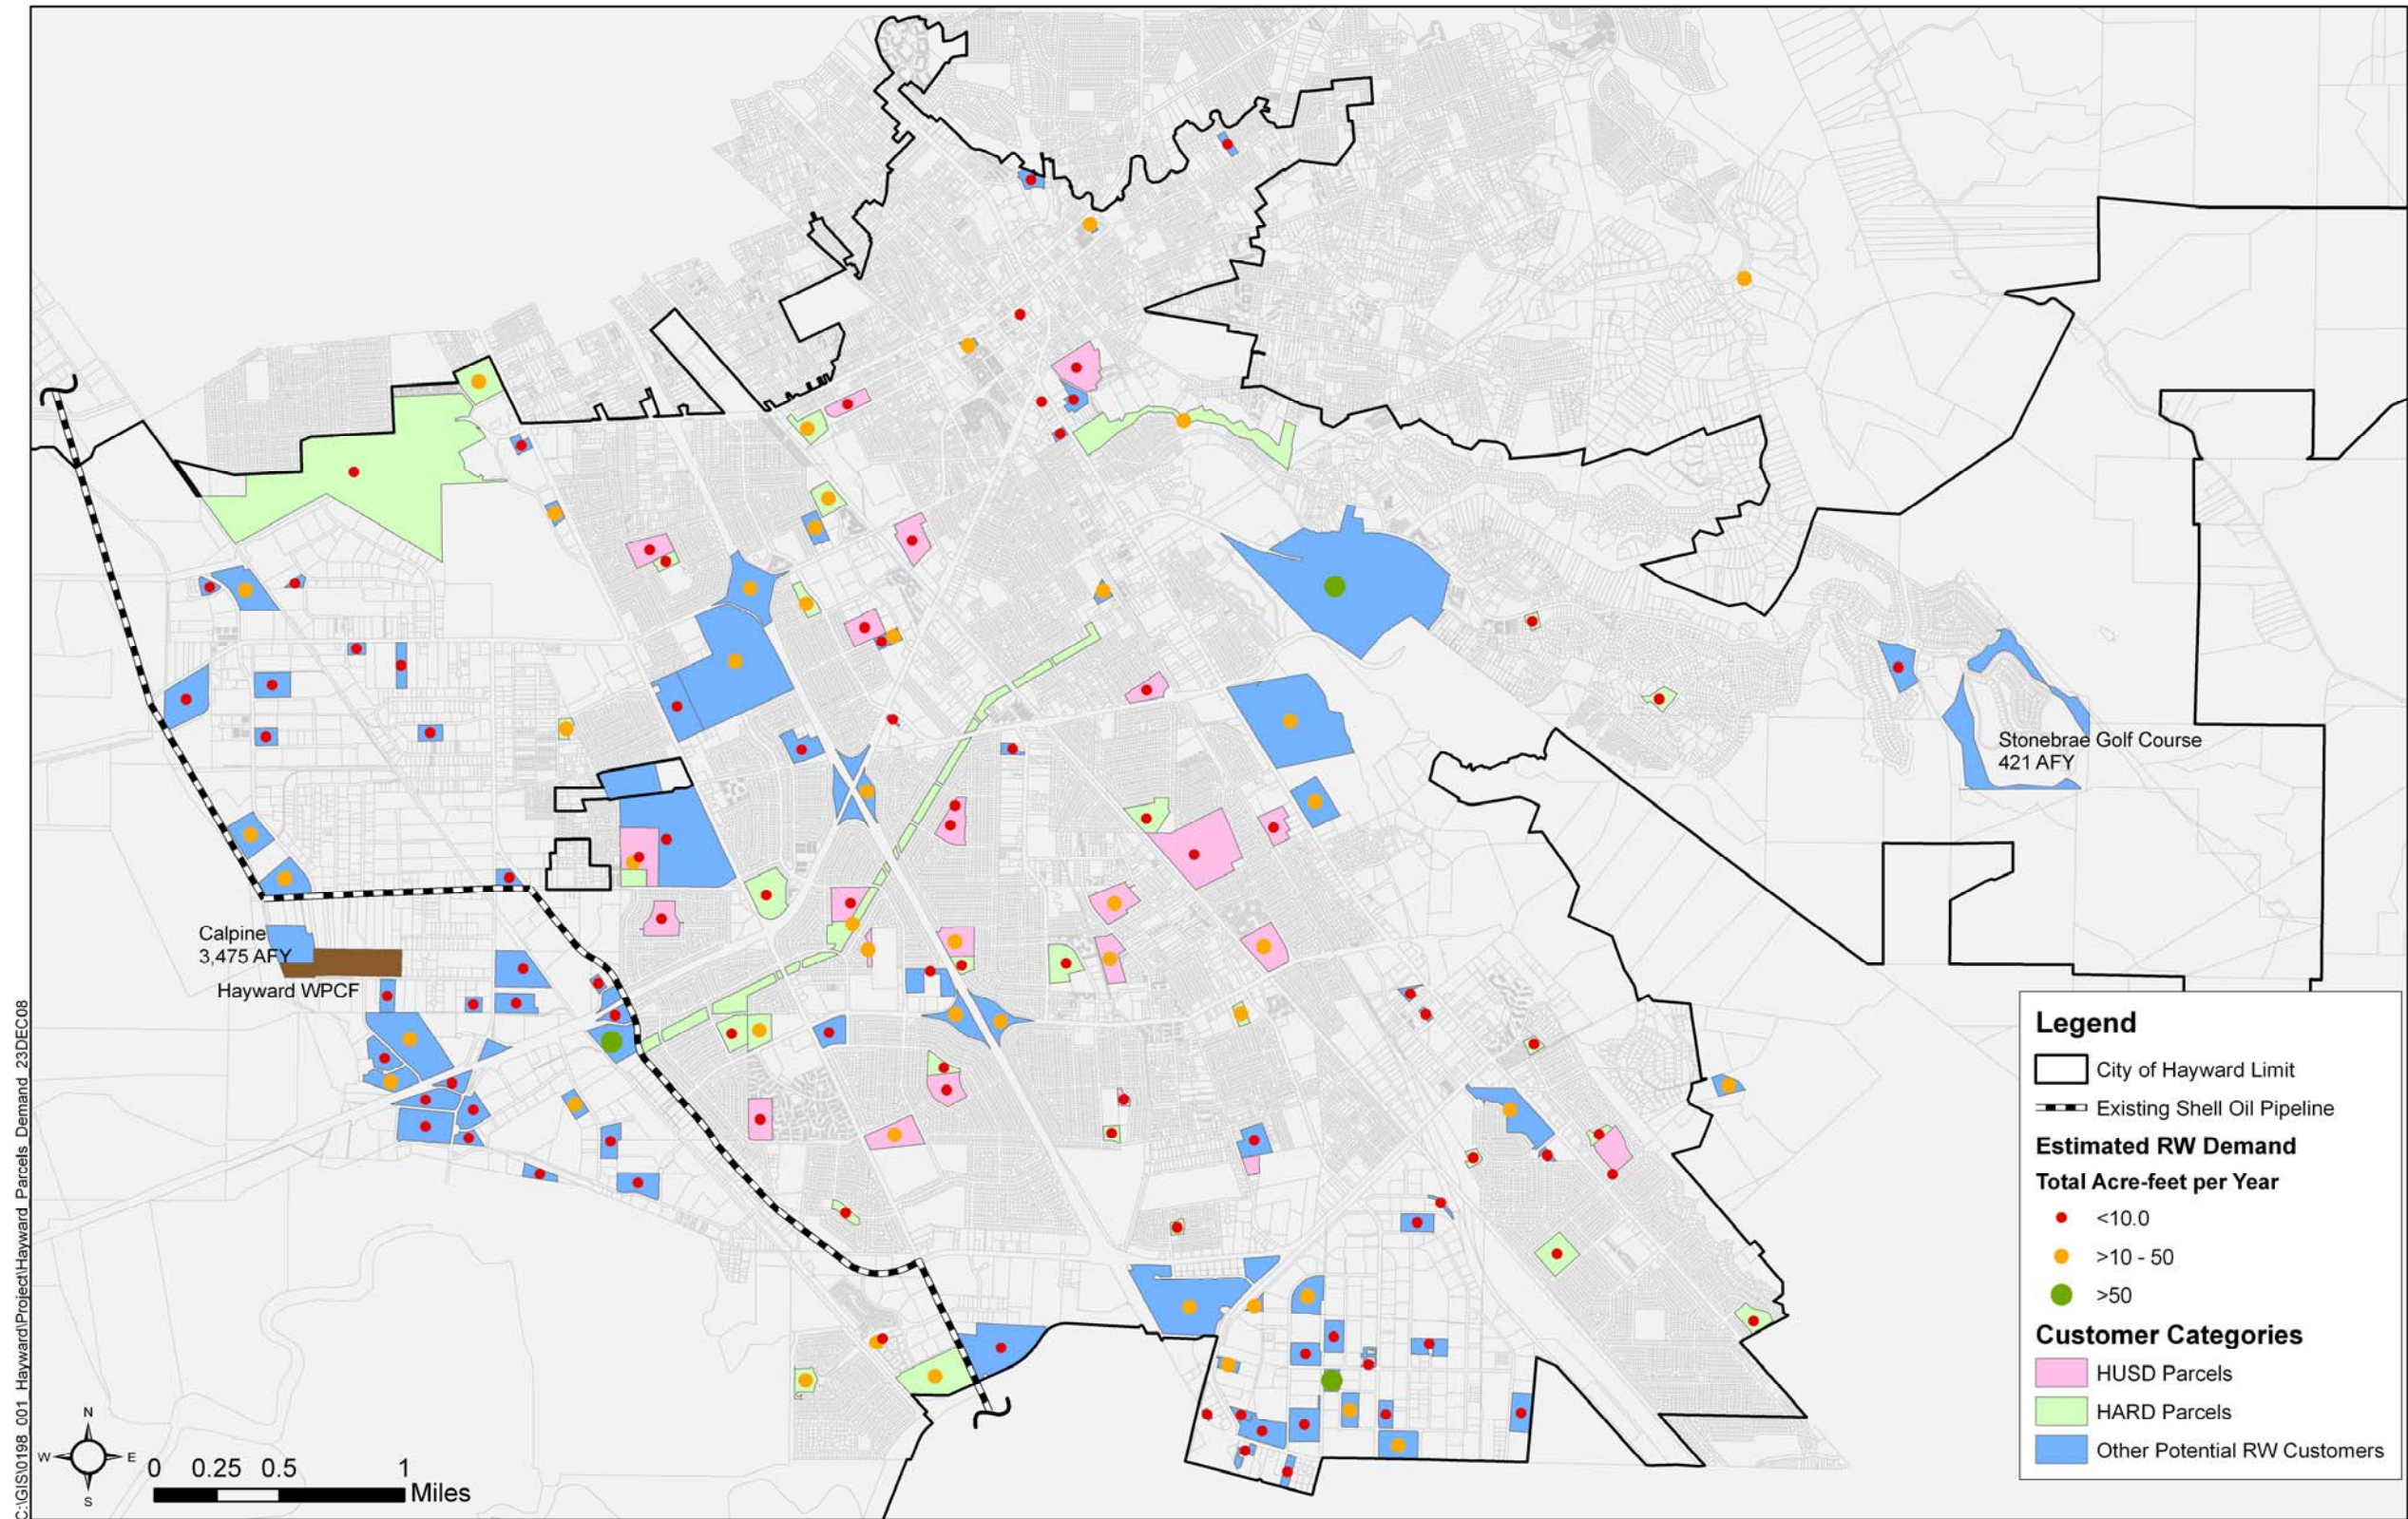 Stonebrae Golf Course
421 AFY
Calpine
3,475 AFY
Hayward WPCF
Legend
City of Hayward Limit
Existing Shell Oil Pipeline
Estimated RW Demand
Total Acre-feet per Year
<10.0
>10 - 50
>50
Customer Categories
HUSD Parcels
HARD Parcels
Other Potential RW Customers
N
W E
S
0 0.25 0.5 1
Miles
C:\GIS\0198_001_Hayward\Project\Hayward_Parcels_Demand_23DEC08